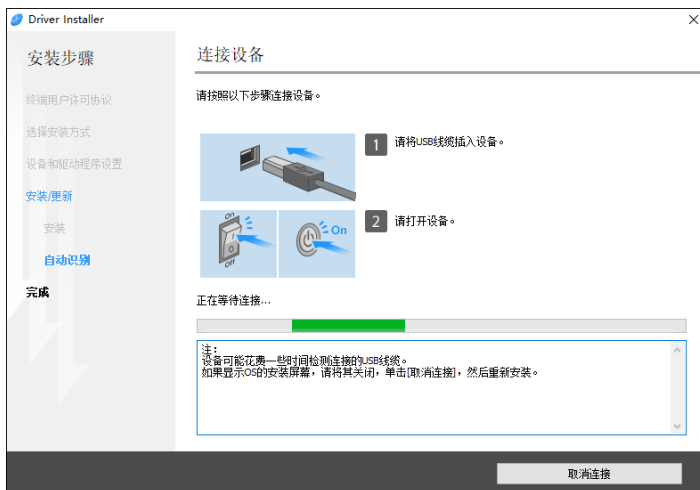 Driver Installer
安装步骤
终端用户许可协议
选择安装方式
设备和驱动程序设置
安装/更新
安装
自动识别
完成
连接设备
请按照以下步骤连接设备。
1 请将USB线缆插入设备。
On
Off
On
2 请打开设备。
正在等待连接...
注:
设备可能花费一些时间检测连接的USB线缆。
如果显示OS的安装屏幕，请将其关闭，单击[取消连接]，然后重新安装。
取消连接